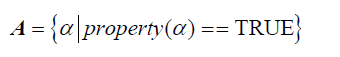 A = {α|property(α) == TRUE}